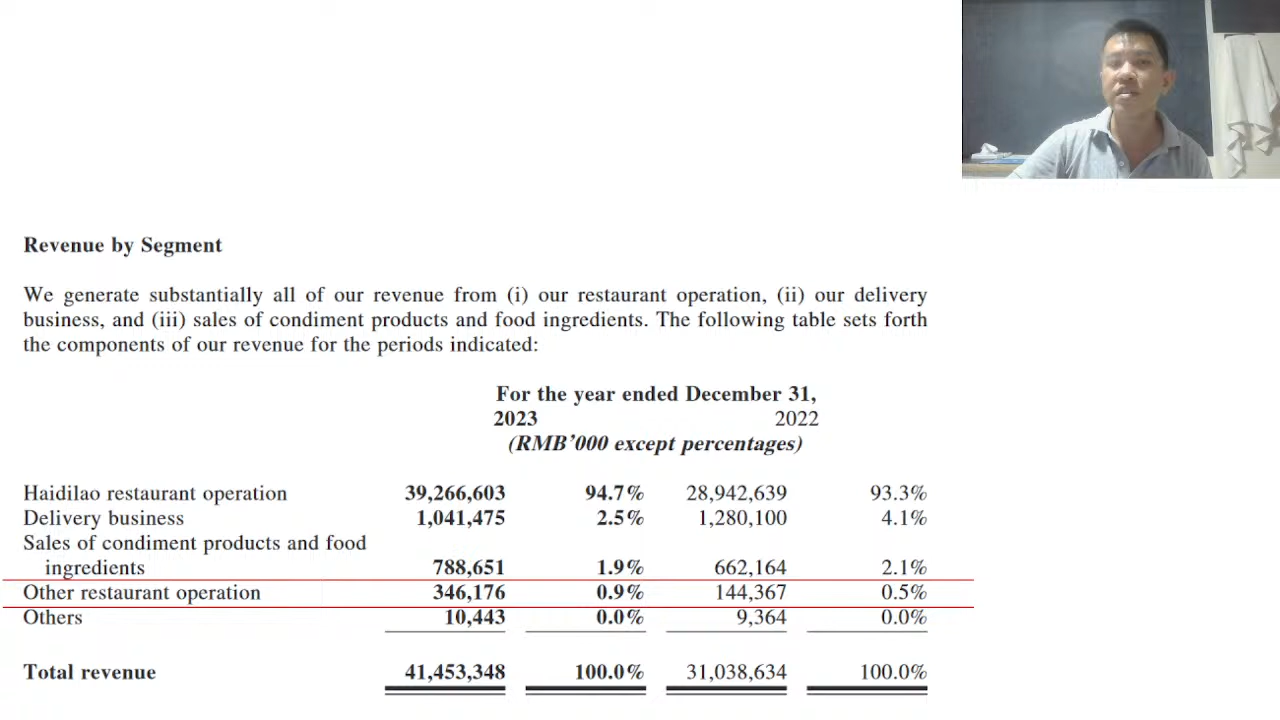 Revenue by Segment
We generate substantially all of our revenue from (i) our restaurant operation, (ii) our delivery
business, and (iii) sales of condiment products and food ingredients. The following table sets forth
the components of our revenue for the periods indicated:
For the year ended December 31,
2023 2022
(RMB’000 except percentages)
Haidilao restaurant operation 39,266,603 94.7% 28,942,639 93.3%
Delivery business 1,041,475 2.5% 1,280,100 4.1%
Sales of condiment products and food
ingredients 788,651 1.9% 662,164 2.1%
Other restaurant operation 346,176 0.9% 144,367 0.5%
Others 10,443 0.0% 9,364 0.0%
Total revenue 41,453,348 100.0% 31,038,634 100.0%